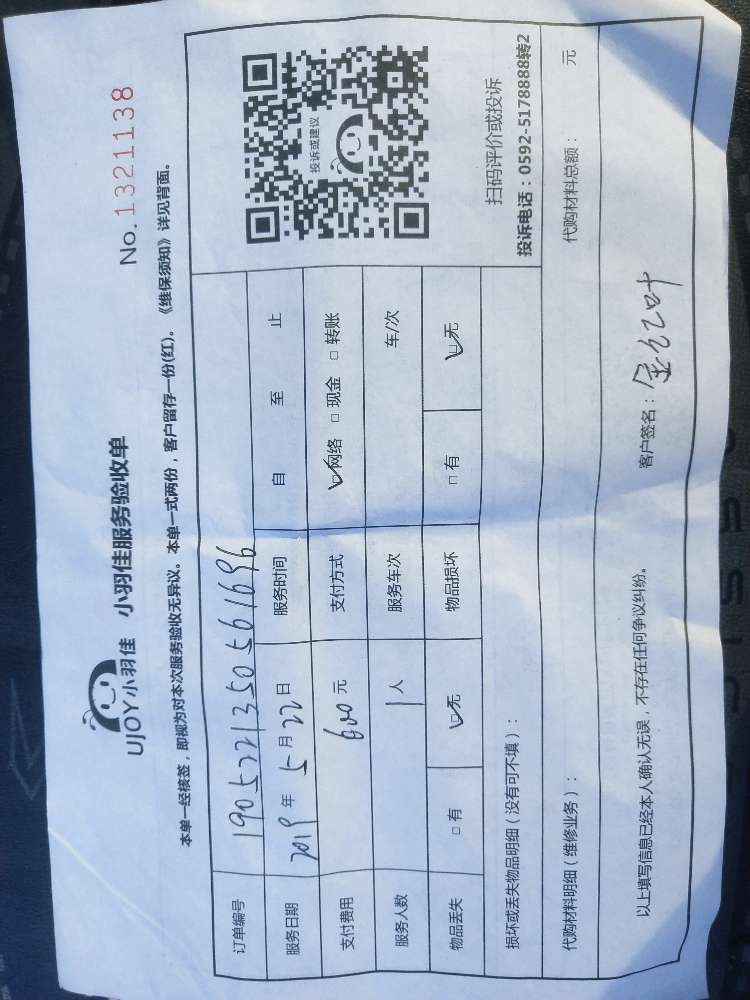 UJOY小羽佳 小羽佳服务验收单
No.1321138
本单一经核签，即视为对本次服务验收无异议。本单一式两份，客户留存一份(红)。《维保须知》详见背面。
订单编号 1905221350561696
服务日期 2019 年 5 月 22 日 服务时间 自 至 止
支付费用 600 元 支付方式 ☑网络 □现金 □转账
服务人数 1 人 服务车次 车/次
物品丢失 □有 ☑无 物品损坏 □有 ☑无
投诉或建议
扫码评价或投诉
投诉电话：0592-5178888转2
损坏或丢失物品明细（没有可不填）：
代购材料明细（维修业务）： 代购材料总额： 元
以上填写信息已经本人确认无误，不存在任何争议纠纷。 客户签名：金红叶